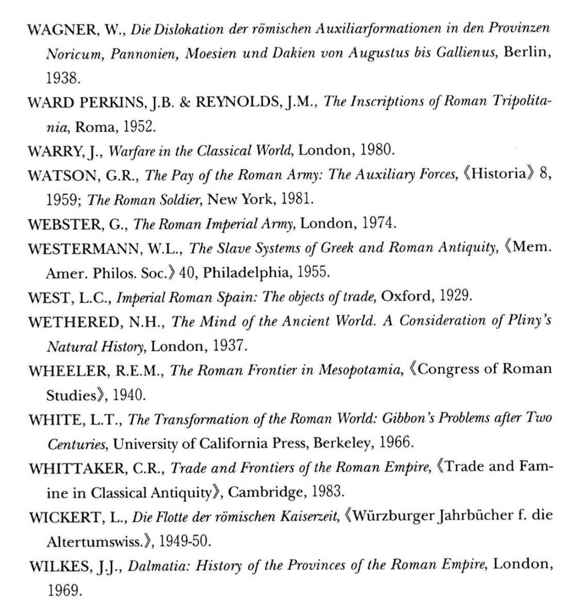 WAGNER, W., Die Dislokation der römischen Auxiliarformationen in den Provinzen
Noricum, Pannonien, Moesien und Dakien von Augustus bis Gallienus, Berlin,
1938.
WARD PERKINS, J.B. & REYNOLDS, J.M., The Inscriptions of Roman Tripolita-
nia, Roma, 1952.
WARRY, J., Warfare in the Classical World, London, 1980.
WATSON, G.R., The Pay of the Roman Army: The Auxiliary Forces, 《Historia》 8,
1959; The Roman Soldier, New York, 1981.
WEBSTER, G., The Roman Imperial Army, London, 1974.
WESTERMANN, W.L., The Slave Systems of Greek and Roman Antiquity, 《Mem.
Amer. Philos. Soc.》 40, Philadelphia, 1955.
WEST, L.C., Imperial Roman Spain: The objects of trade, Oxford, 1929.
WETHERED, N.H., The Mind of the Ancient World. A Consideration of Pliny's
Natural History, London, 1937.
WHEELER, R.E.M., The Roman Frontier in Mesopotamia, 《Congress of Roman
Studies》, 1940.
WHITE, L.T., The Transformation of the Roman World: Gibbon's Problems after Two
Centuries, University of California Press, Berkeley, 1966.
WHITTAKER, C.R., Trade and Frontiers of the Roman Empire, 《Trade and Fam-
ine in Classical Antiquity》, Cambridge, 1983.
WICKERT, L., Die Flotte der römischen Kaiserzeit, 《Würzburger Jahrbücher f. die
Altertumswiss.》, 1949-50.
WILKES, J.J., Dalmatia: History of the Provinces of the Roman Empire, London,
1969.